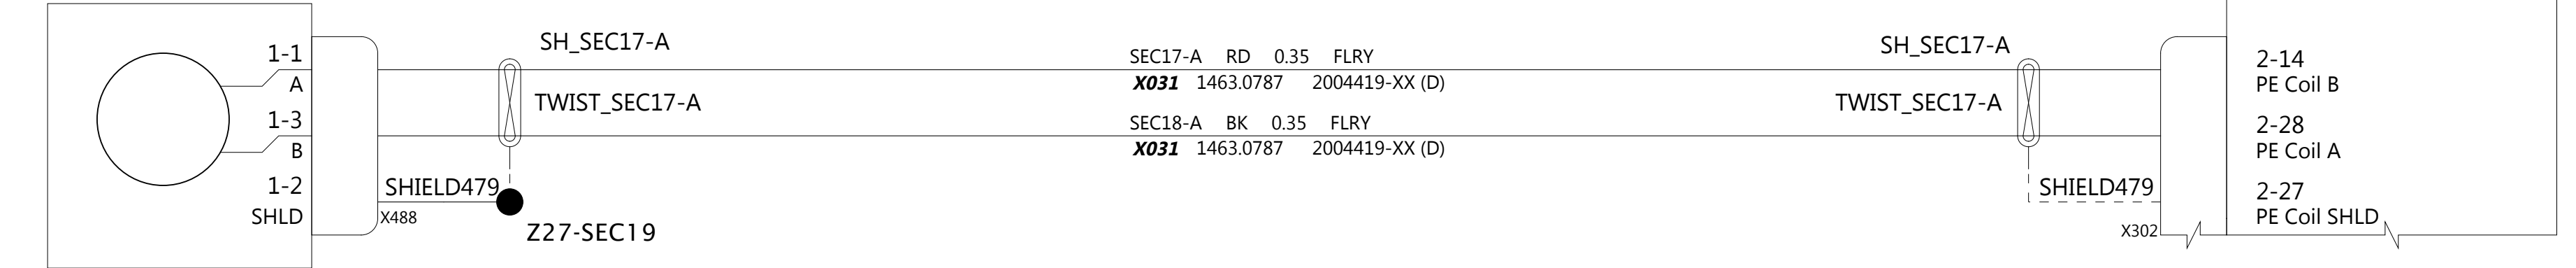 1-1
A
1-3
B
1-2
SHLD
X488
SH_SEC17-A
TWIST_SEC17-A
SHIELD479
Z27-SEC19
SEC17-A RD 0.35 FLRY
X031 1463.0787 2004419-XX (D)
SEC18-A BK 0.35 FLRY
X031 1463.0787 2004419-XX (D)
SH_SEC17-A
TWIST_SEC17-A
SHIELD479
X302
2-14
PE Coil B
2-28
PE Coil A
2-27
PE Coil SHLD